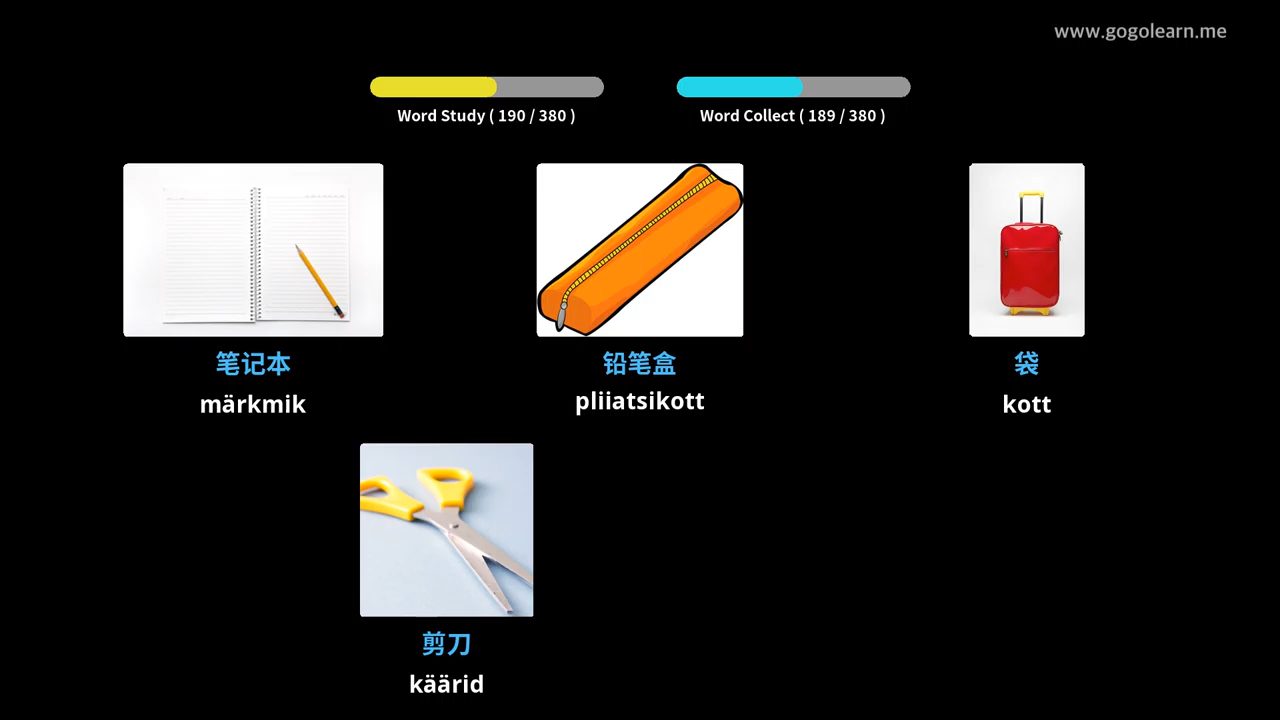 www.gogolearn.me
Word Study ( 190 / 380 )
Word Collect ( 189 / 380 )
笔记本
märkmik
铅笔盒
pliiatsikott
袋
kott
剪刀
käärid